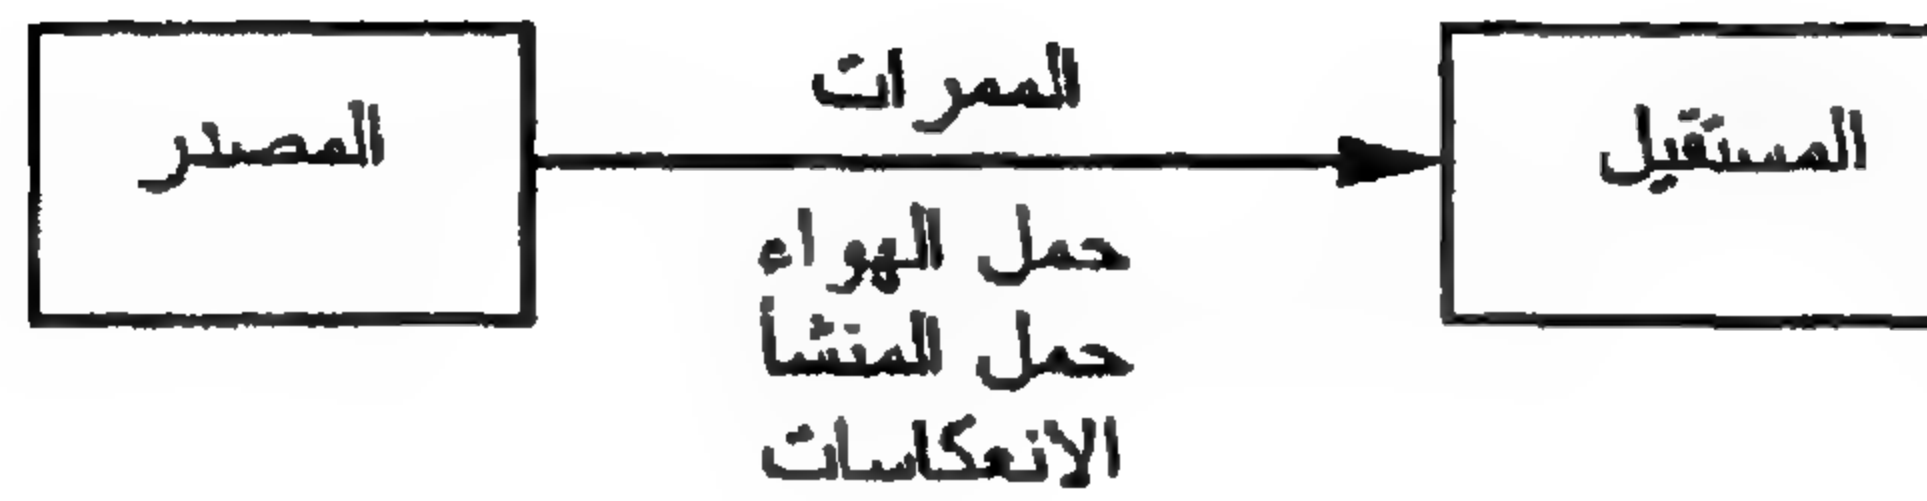 المصدر
الممرات
المستقبل
حمل الهواء
حمل المنشأ
الانعكاسات